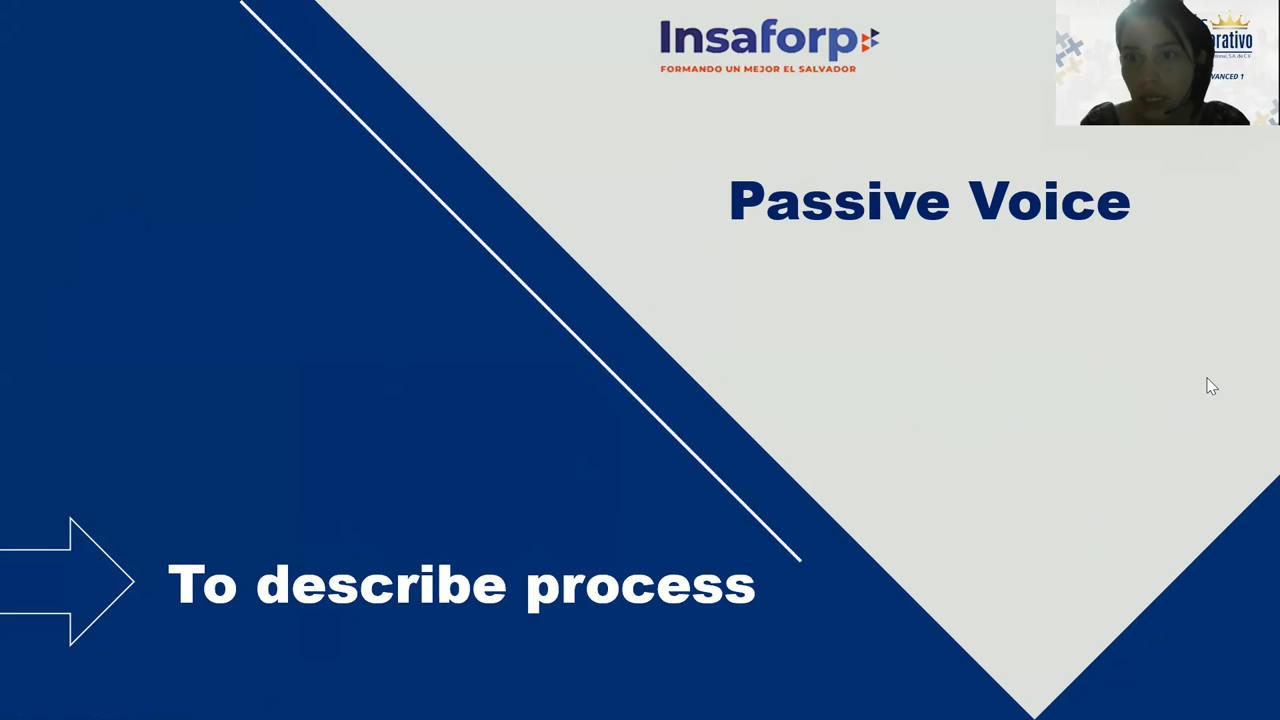 Insaforp
FORMANDO UN MEJOR EL SALVADOR
Passive Voice
To describe process